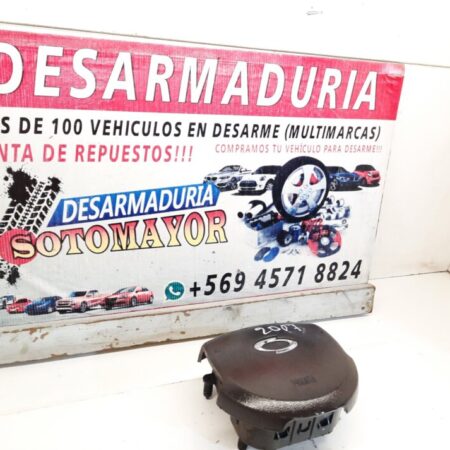 DESARMADURIA
S DE 100 VEHICULOS EN DESARME (MULTIMARCAS)
NTA DE REPUESTOS!!! COMPRAMOS TU VEHÍCULO PARA DESARME!!!
DESARMADURIA
SOTOMAYOR
+569 4571 8824
2007